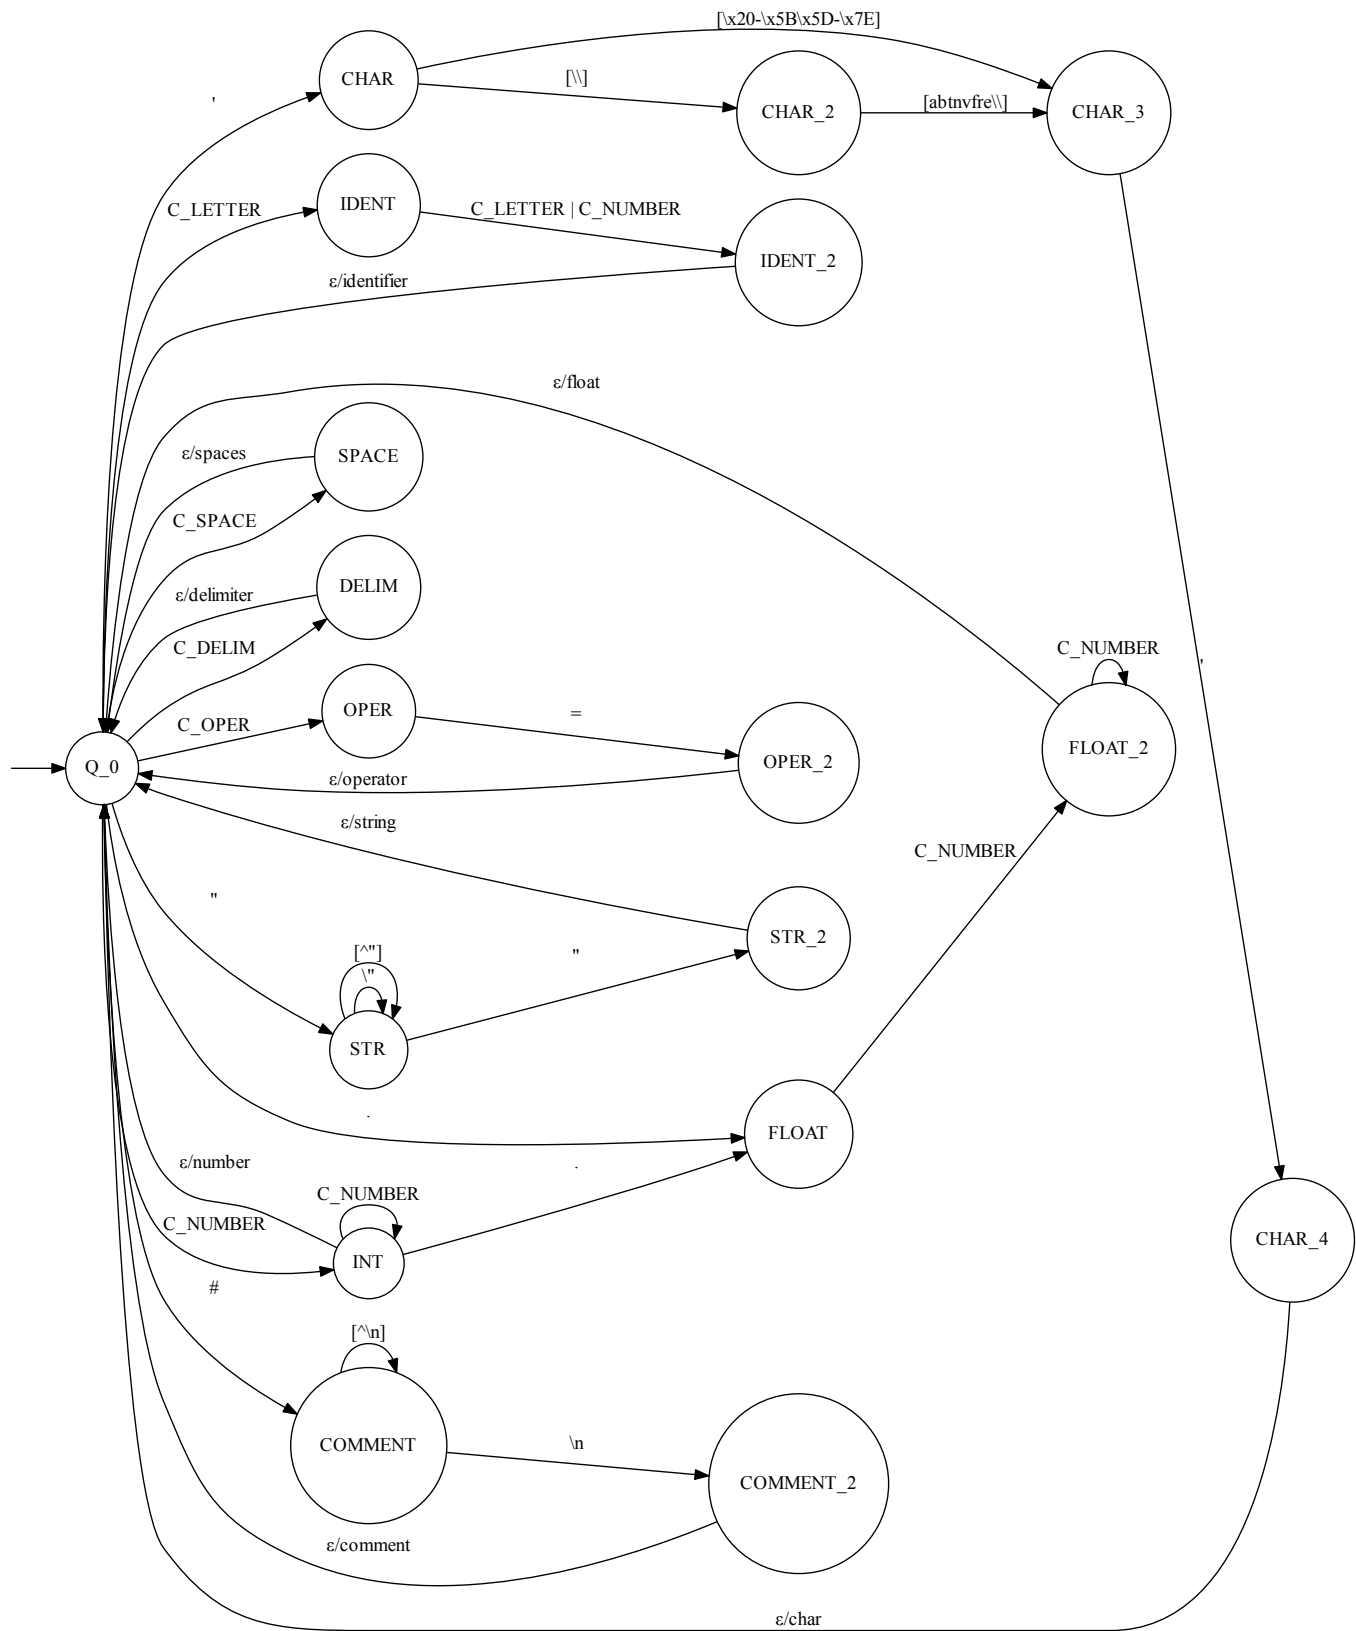 [\x20-\x5B\x5D-\x7E]
CHAR
[\\]
CHAR_2
[abtnvfre\\]
CHAR_3
'
C_LETTER
IDENT
C_LETTER | C_NUMBER
IDENT_2
ε/identifier
ε/float
ε/spaces
SPACE
C_SPACE
DELIM
ε/delimiter
C_DELIM
C_NUMBER
'
OPER
C_OPER
=
FLOAT_2
Q_0
OPER_2
ε/operator
ε/string
C_NUMBER
"
STR_2
[^"]
"
\"
STR
.
FLOAT
ε/number
.
C_NUMBER
C_NUMBER
INT
CHAR_4
#
[^\n]
COMMENT
\n
COMMENT_2
ε/comment
ε/char